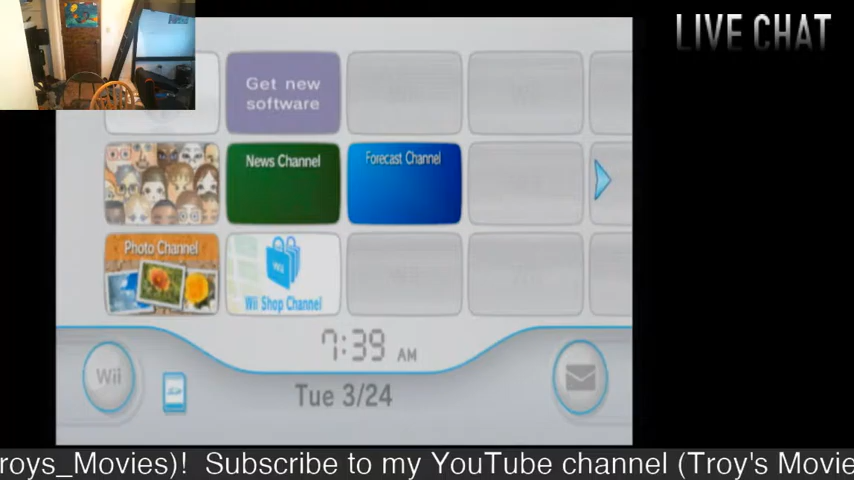 LIVE CHAT
Get new
software
News Channel
Forecast Channel
Photo Channel
Wii
Wii Shop Channel
7:39 AM
Wii
Tue 3/24
roys_Movies)! Subscribe to my YouTube channel (Troy's Movie